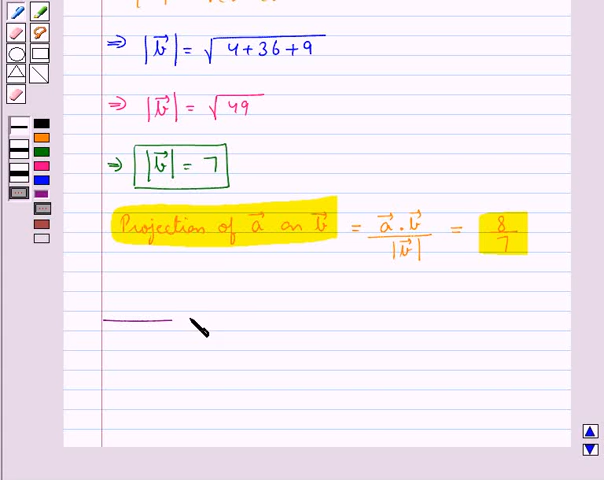 ⇒ |b⃗| = √4+36+9
⇒ |b⃗| = √49
⇒ |b⃗| = 7
Projection of a⃗ on b⃗ = a⃗ . b⃗ / |b⃗| = 8/7